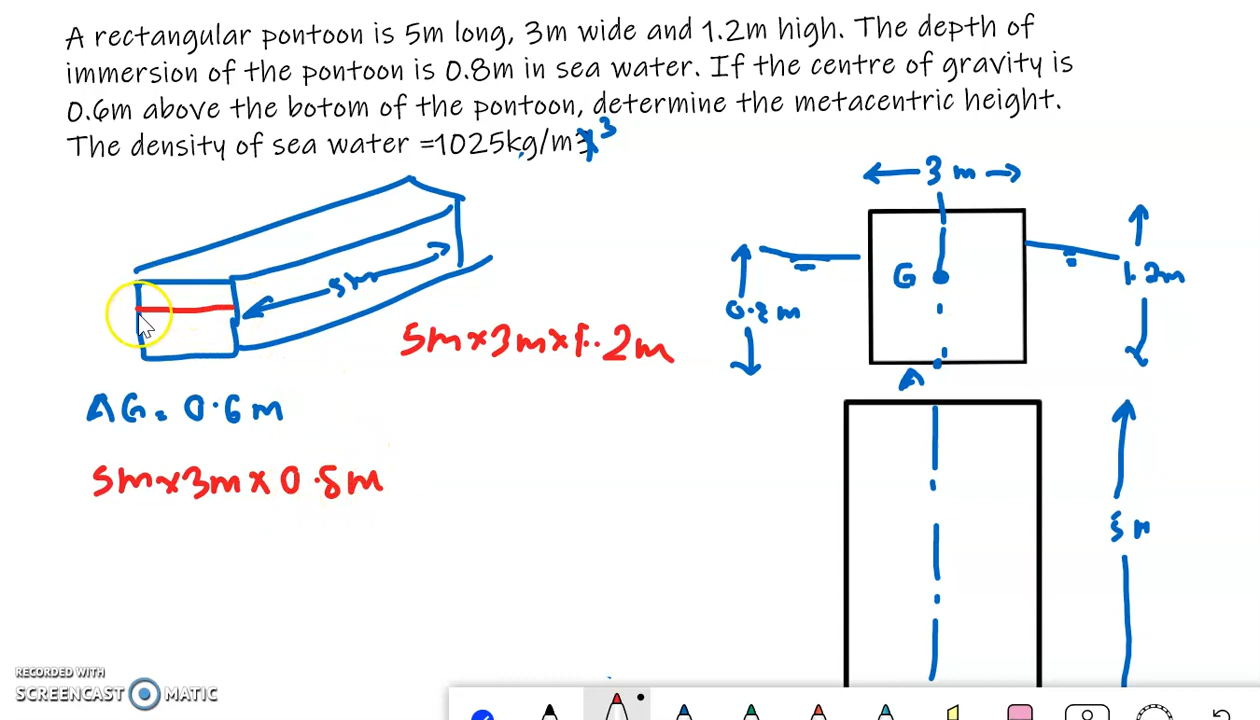 A rectangular pontoon is 5m long, 3m wide and 1.2m high. The depth of
immersion of the pontoon is 0.8m in sea water. If the centre of gravity is
0.6m above the botom of the pontoon, determine the metacentric height.
The density of sea water =1025kg/m3
3 m
5m
G
1.2m
0.8m
5m×3m×1.2m
A
AG = 0.6m
5m×3m×0.8m
5 m
RECORDED WITH
SCREENCAST MATIC